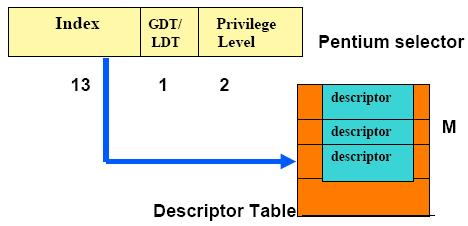 Index GDT/ Privilege
LDT Level
Pentium selector
13 1 2
descriptor
descriptor
descriptor
M
Descriptor Table